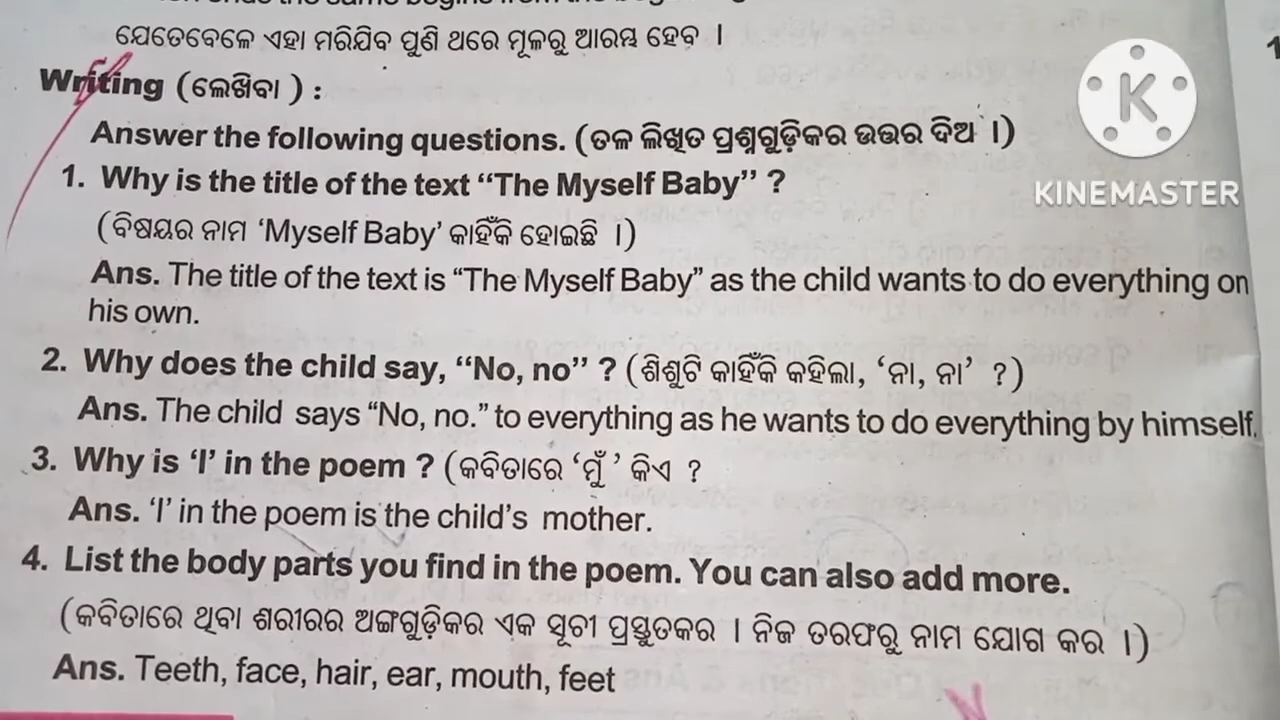 ଯେତେବେଳେ ଏହା ମରିଯିବ ପୁଣି ଥରେ ମୂଳରୁ ଆରମ୍ଭ ହେବ ।
Writing (ଲେଖିବା ) :
Answer the following questions. (ତଳ ଲିଖିତ ପ୍ରଶ୍ନଗୁଡ଼ିକର ଉତ୍ତର ଦିଅ ।)
1. Why is the title of the text “The Myself Baby” ?
(ବିଷୟର ନାମ ‘Myself Baby’ କାହିଁକି ହୋଇଛି ।)
Ans. The title of the text is “The Myself Baby” as the child wants to do everything on
his own.
2. Why does the child say, “No, no” ? (ଶିଶୁଟି କାହିଁକି କହିଲା, ‘ନା, ନା’ ?)
Ans. The child says “No, no.” to everything as he wants to do everything by himself.
3. Why is ‘I’ in the poem ? (କବିତାରେ ‘ମୁଁ’ କିଏ ?
Ans. ‘I’ in the poem is the child’s mother.
4. List the body parts you find in the poem. You can also add more.
(କବିତାରେ ଥିବା ଶରୀରର ଅଙ୍ଗଗୁଡ଼ିକର ଏକ ସୂଚୀ ପ୍ରସ୍ତୁତକର । ନିଜ ତରଫରୁ ନାମ ଯୋଗ କର ।)
Ans. Teeth, face, hair, ear, mouth, feet
KINEMASTER